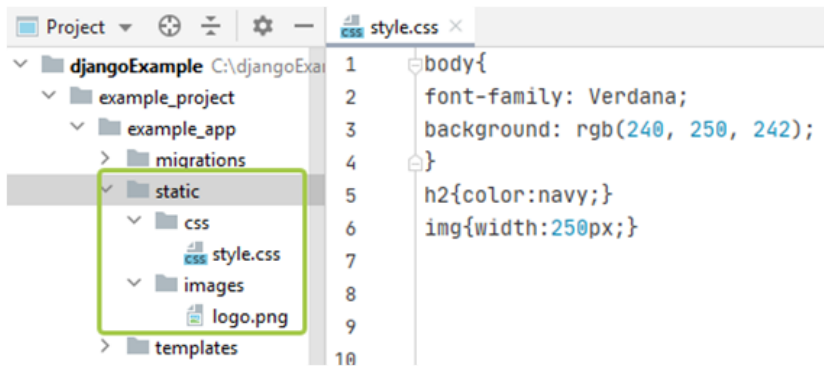 Project
style.css
djangoExample C:\djangoExa
example_project
example_app
migrations
static
css
style.css
images
logo.png
templates
1 body{
2 font-family: Verdana;
3 background: rgb(240, 250, 242);
4 }
5 h2{color:navy;}
6 img{width:250px;}
7
8
9
10